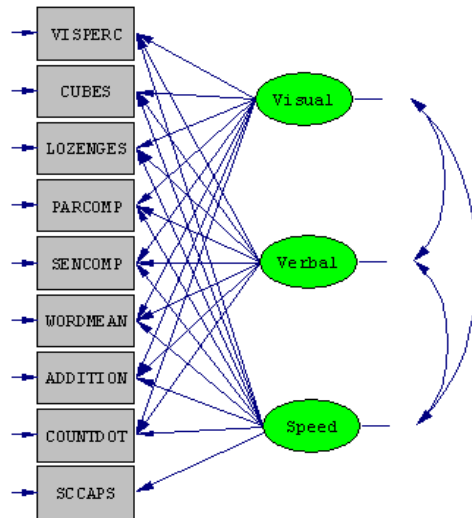 VISPERC
CUBES
LOZENGES
PARCOMP
SENCOMP
WORDMEAN
ADDITION
COUNTDOT
SCCAPS
Visual
Verbal
Speed